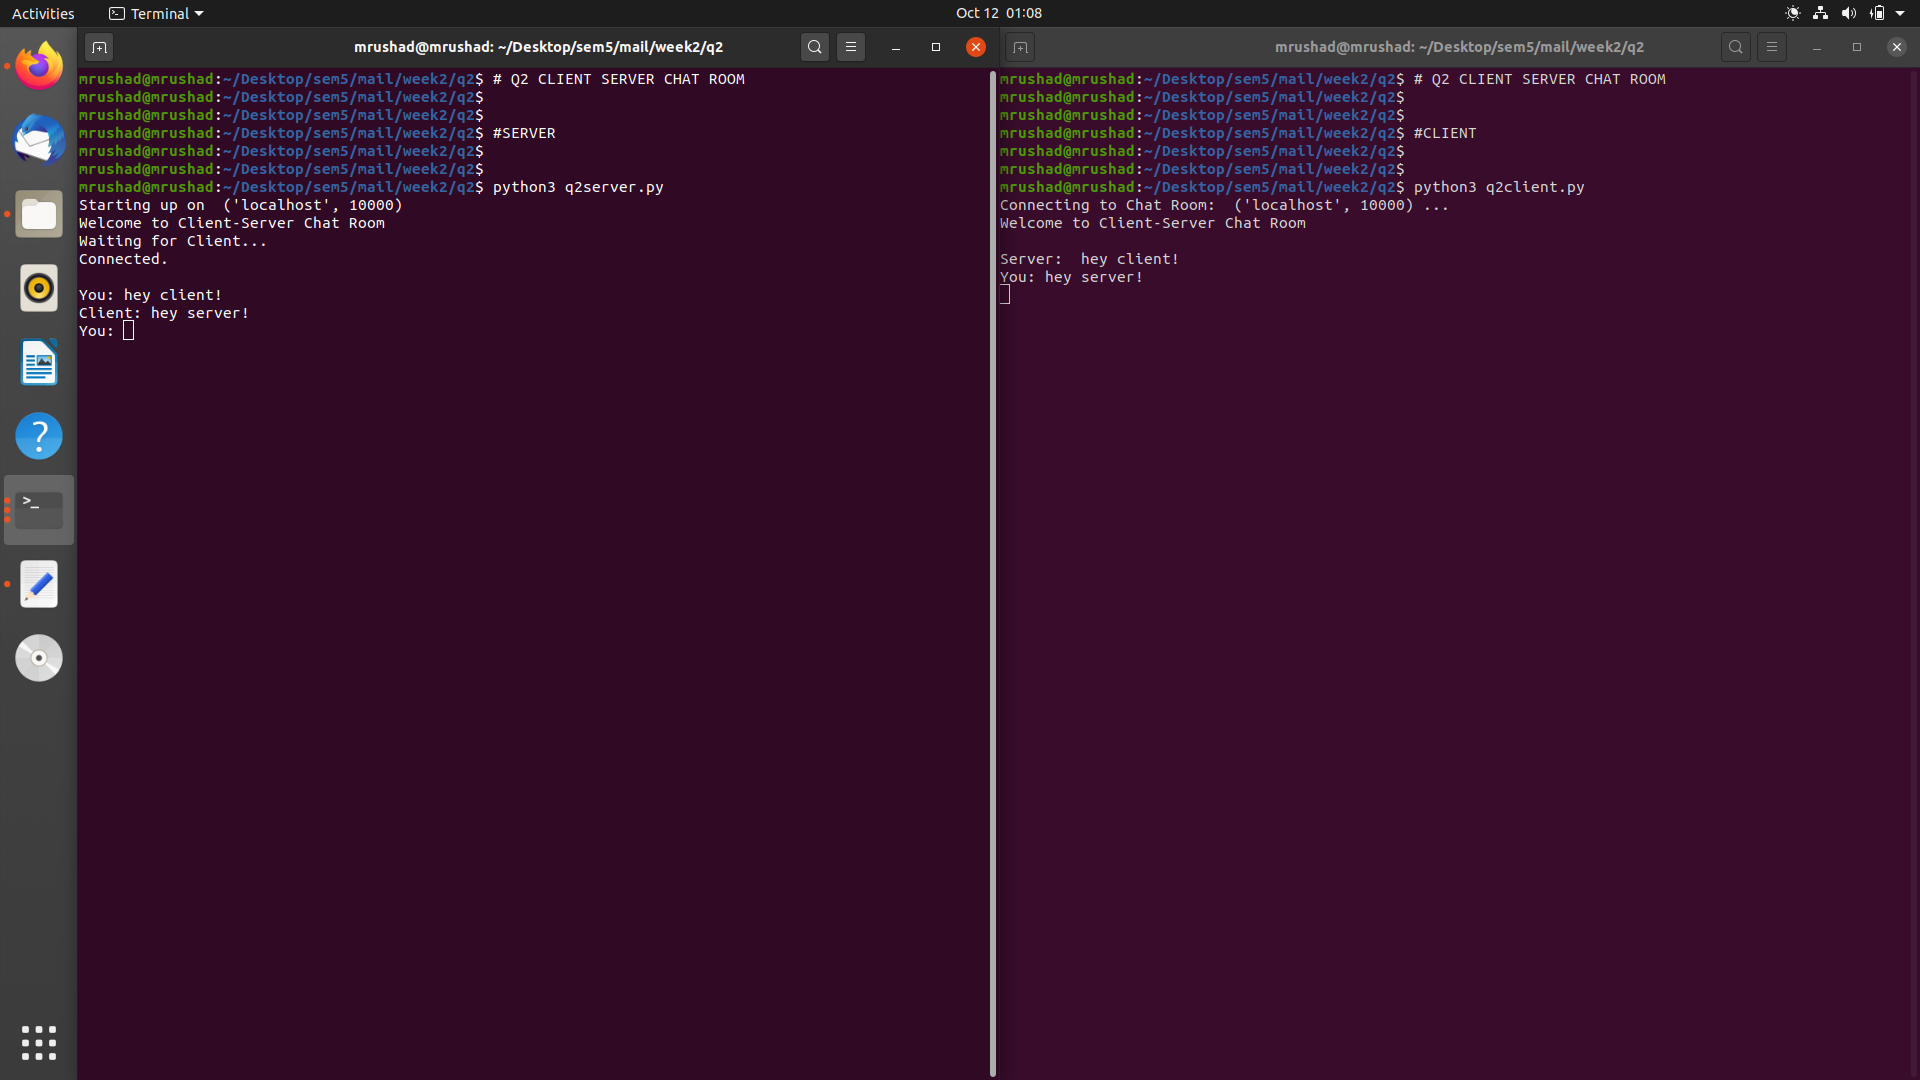 Activities
Terminal
Oct 12 01:08
mrushad@mrushad: ~/Desktop/sem5/mail/week2/q2
mrushad@mrushad:~/Desktop/sem5/mail/week2/q2$ # Q2 CLIENT SERVER CHAT ROOM
mrushad@mrushad:~/Desktop/sem5/mail/week2/q2$
mrushad@mrushad:~/Desktop/sem5/mail/week2/q2$
mrushad@mrushad:~/Desktop/sem5/mail/week2/q2$ #SERVER
mrushad@mrushad:~/Desktop/sem5/mail/week2/q2$
mrushad@mrushad:~/Desktop/sem5/mail/week2/q2$
mrushad@mrushad:~/Desktop/sem5/mail/week2/q2$ python3 q2server.py
Starting up on  ('localhost', 10000)
Welcome to Client-Server Chat Room
Waiting for Client...
Connected.
You: hey client!
Client: hey server!
You:
mrushad@mrushad: ~/Desktop/sem5/mail/week2/q2
mrushad@mrushad:~/Desktop/sem5/mail/week2/q2$ # Q2 CLIENT SERVER CHAT ROOM
mrushad@mrushad:~/Desktop/sem5/mail/week2/q2$
mrushad@mrushad:~/Desktop/sem5/mail/week2/q2$
mrushad@mrushad:~/Desktop/sem5/mail/week2/q2$ #CLIENT
mrushad@mrushad:~/Desktop/sem5/mail/week2/q2$
mrushad@mrushad:~/Desktop/sem5/mail/week2/q2$
mrushad@mrushad:~/Desktop/sem5/mail/week2/q2$ python3 q2client.py
Connecting to Chat Room:  ('localhost', 10000) ...
Welcome to Client-Server Chat Room
Server:  hey client!
You: hey server!